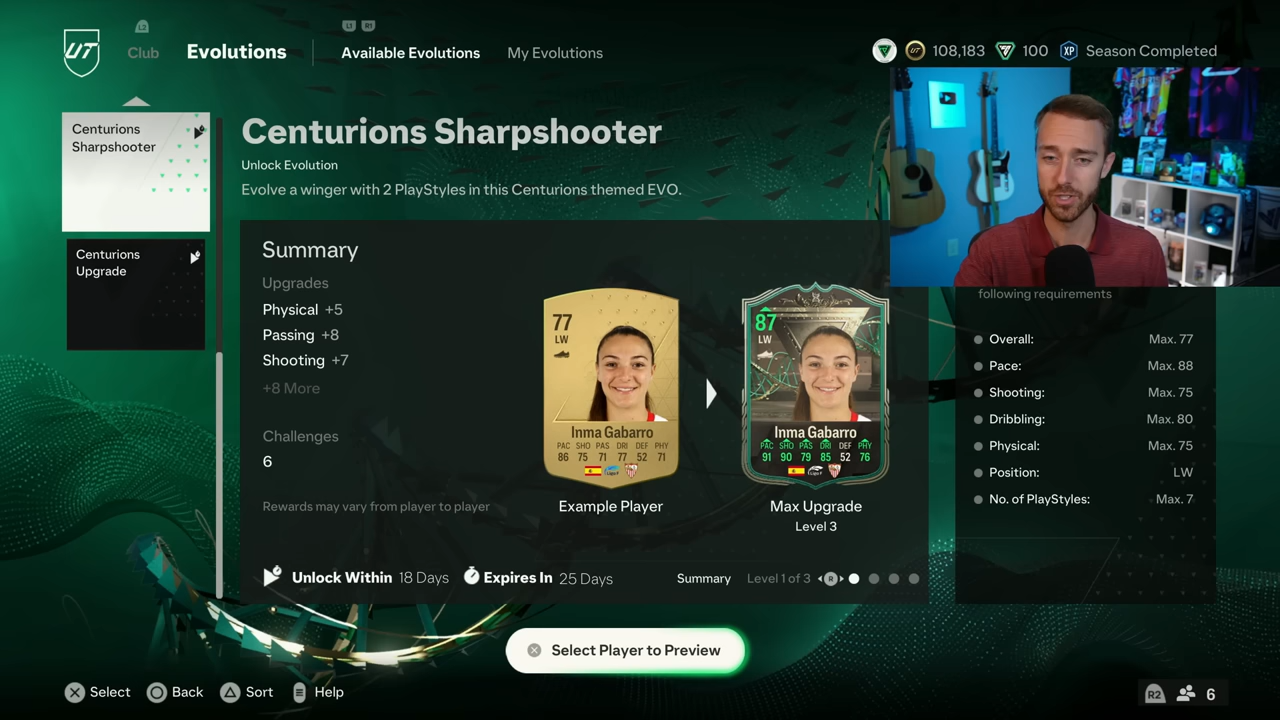 L2
L1
R1
UT
Club
Evolutions
Available Evolutions
My Evolutions
UT
108,183
100
XP
Season Completed
Centurions
Sharpshooter
Centurions
Upgrade
Centurions Sharpshooter
Unlock Evolution
Evolve a winger with 2 PlayStyles in this Centurions themed EVO.
Summary
Upgrades
Physical +5
Passing +8
Shooting +7
+8 More
Challenges
6
Rewards may vary from player to player
77
LW
Inma Gabarro
PAC SHO PAS DRI DEF PHY
86 75 71 77 52 71
Example Player
87
LW
Inma Gabarro
PAC SHO PAS DRI DEF PHY
91 90 79 85 52 76
Max Upgrade
Level 3
Unlock Within 18 Days
Expires In 25 Days
Summary
Level 1 of 3
R
following requirements
Overall: Max. 77
Pace: Max. 88
Shooting: Max. 75
Dribbling: Max. 80
Physical: Max. 75
Position: LW
No. of PlayStyles: Max. 7
Select Player to Preview
Select
Back
Sort
Help
R2
6